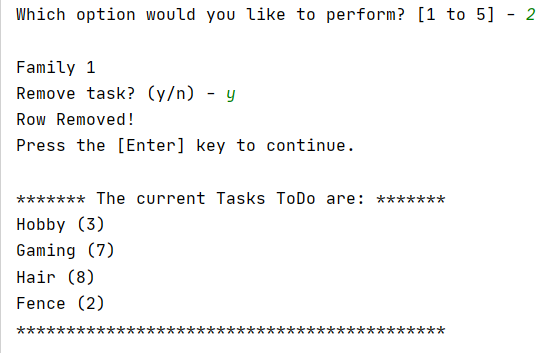 Which option would you like to perform? [1 to 5] - 2
Family 1
Remove task? (y/n) - y
Row Removed!
Press the [Enter] key to continue.
******* The current Tasks ToDo are: *******
Hobby (3)
Gaming (7)
Hair (8)
Fence (2)
*******************************************